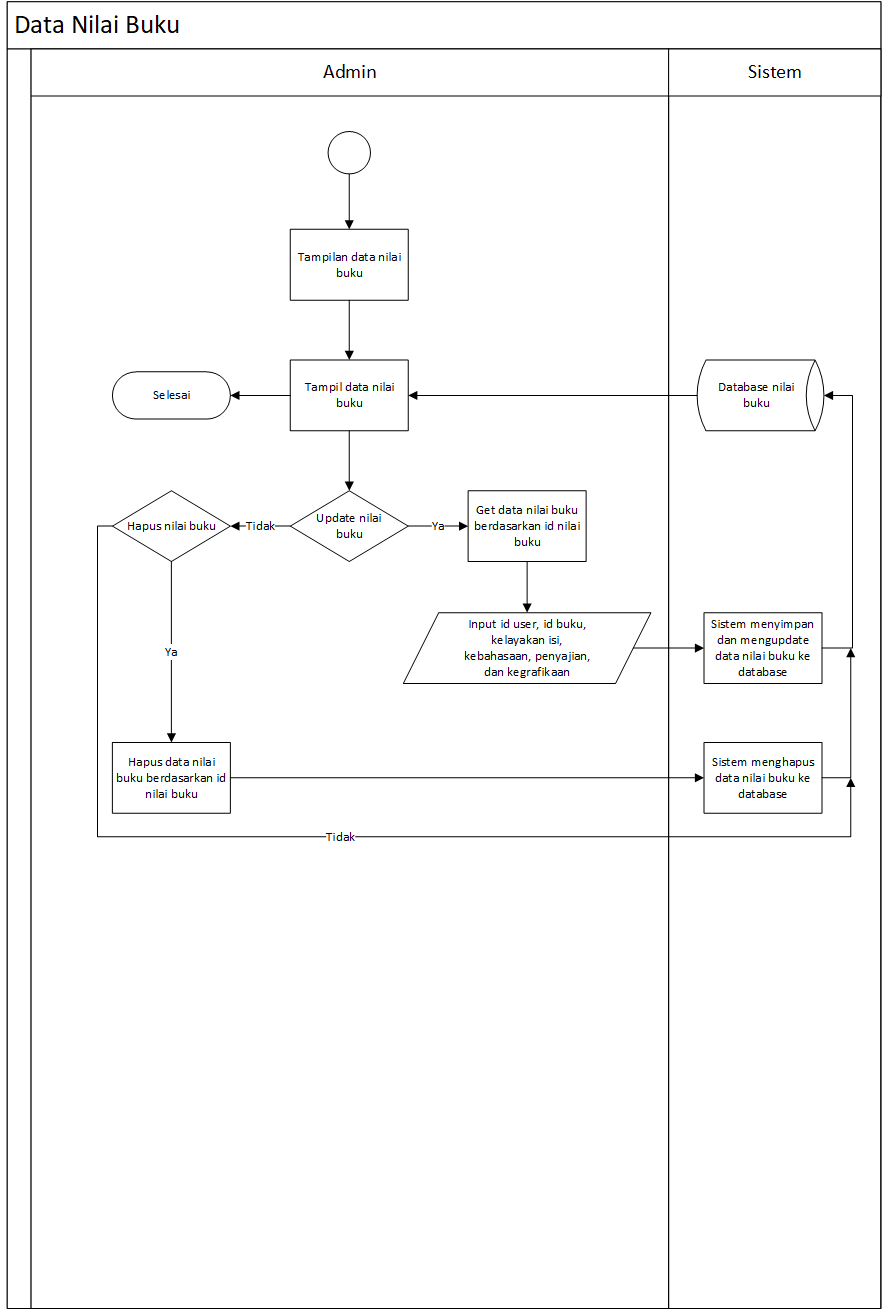 Data Nilai Buku
Admin
Sistem
Tampilan data nilai
buku
Selesai
Tampil data nilai
buku
Database nilai
buku
Hapus nilai buku
Tidak
Update nilai
buku
Ya
Get data nilai buku
berdasarkan id nilai
buku
Input id user, id buku,
kelayakan isi,
kebahasaan, penyajian,
dan kegrafikaan
Sistem menyimpan
dan mengupdate
data nilai buku ke
database
Ya
Hapus data nilai
buku berdasarkan id
nilai buku
Sistem menghapus
data nilai buku ke
database
Tidak